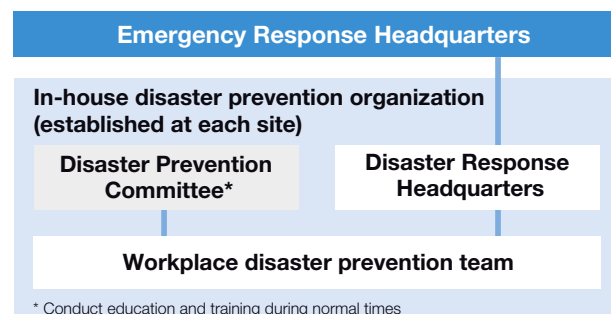 Emergency Response Headquarters
In-house disaster prevention organization
(established at each site)
Disaster Prevention
Committee*
Disaster Response
Headquarters
Workplace disaster prevention team
* Conduct education and training during normal times